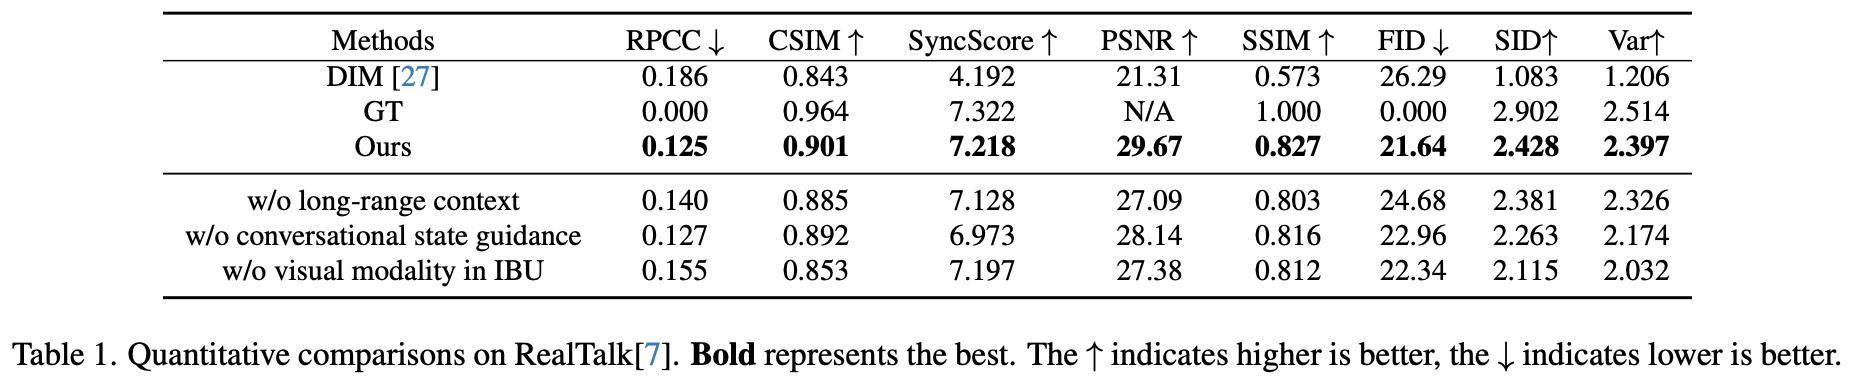 Methods RPCC ↓ CSIM ↑ SyncScore ↑ PSNR ↑ SSIM ↑ FID ↓ SID↑ Var↑
DIM [27] 0.186 0.843 4.192 21.31 0.573 26.29 1.083 1.206
GT 0.000 0.964 7.322 N/A 1.000 0.000 2.902 2.514
Ours 0.125 0.901 7.218 29.67 0.827 21.64 2.428 2.397
w/o long-range context 0.140 0.885 7.128 27.09 0.803 24.68 2.381 2.326
w/o conversational state guidance 0.127 0.892 6.973 28.14 0.816 22.96 2.263 2.174
w/o visual modality in IBU 0.155 0.853 7.197 27.38 0.812 22.34 2.115 2.032
Table 1. Quantitative comparisons on RealTalk[7]. Bold represents the best. The ↑ indicates higher is better, the ↓ indicates lower is better.